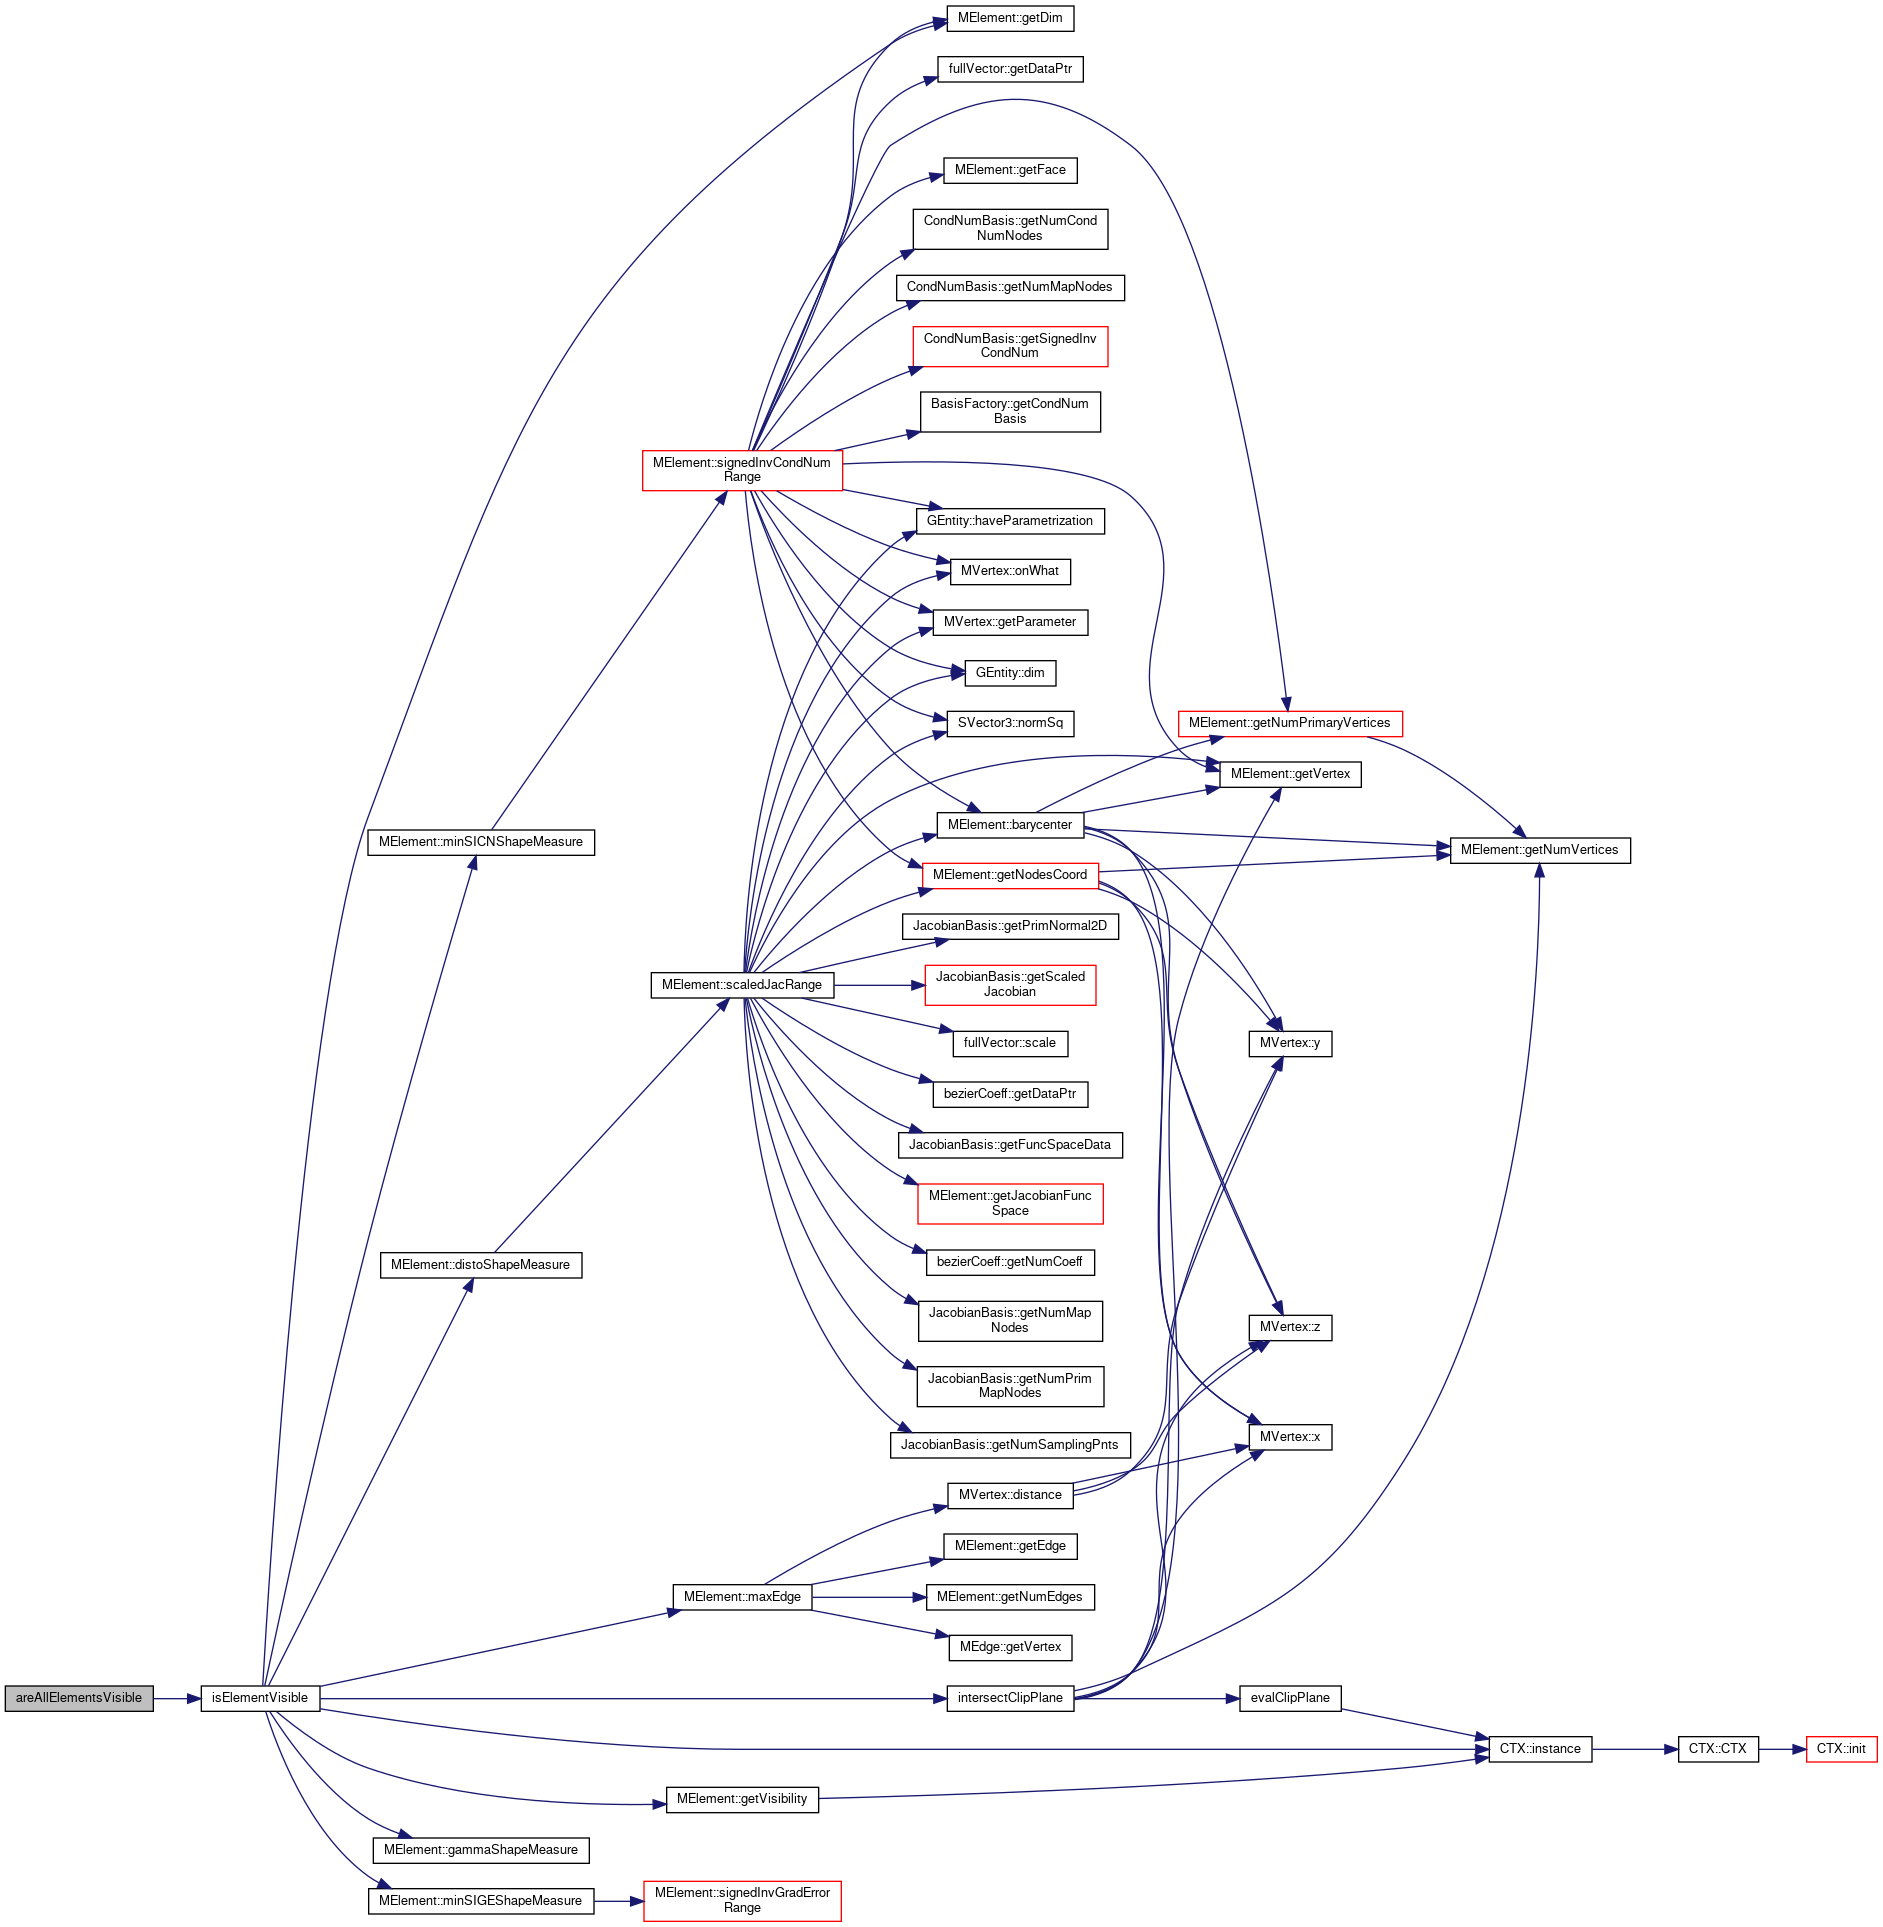 MElement::getDim
fullVector::getDataPtr
MElement::getFace
CondNumBasis::getNumCond
NumNodes
CondNumBasis::getNumMapNodes
CondNumBasis::getSignedInv
CondNum
BasisFactory::getCondNum
Basis
MElement::signedInvCondNum
Range
GEntity::haveParametrization
MVertex::onWhat
MVertex::getParameter
GEntity::dim
SVector3::normSq
MElement::getNumPrimaryVertices
MElement::getVertex
MElement::barycenter
MElement::minSICNShapeMeasure
MElement::getNumVertices
MElement::getNodesCoord
JacobianBasis::getPrimNormal2D
MElement::scaledJacRange
JacobianBasis::getScaled
Jacobian
fullVector::scale
MVertex::y
bezierCoeff::getDataPtr
JacobianBasis::getFuncSpaceData
MElement::getJacobianFunc
Space
MElement::distoShapeMeasure
bezierCoeff::getNumCoeff
JacobianBasis::getNumMap
Nodes
MVertex::z
JacobianBasis::getNumPrim
MapNodes
MVertex::x
JacobianBasis::getNumSamplingPnts
MVertex::distance
MElement::getEdge
MElement::maxEdge
MElement::getNumEdges
MEdge::getVertex
areAllElementsVisible
isElementVisible
intersectClipPlane
evalClipPlane
CTX::instance
CTX::CTX
CTX::init
MElement::getVisibility
MElement::gammaShapeMeasure
MElement::minSIGEShapeMeasure
MElement::signedInvGradError
Range